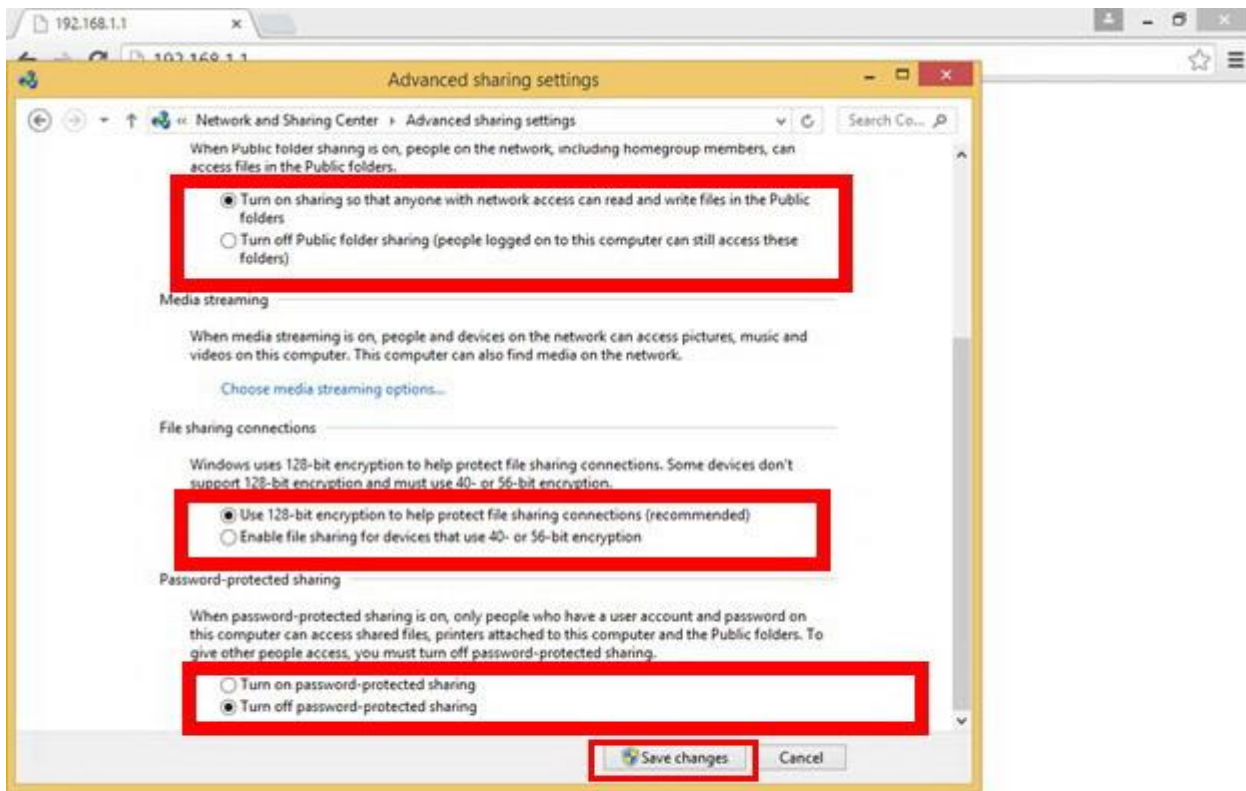 192.168.1.1
192.168.1.1
Advanced sharing settings
« Network and Sharing Center Advanced sharing settings
Search Co...
When Public folder sharing is on, people on the network, including homegroup members, can
access files in the Public folders.
Turn on sharing so that anyone with network access can read and write files in the Public
folders
Turn off Public folder sharing (people logged on to this computer can still access these
folders)
Media streaming
When media streaming is on, people and devices on the network can access pictures, music and
videos on this computer. This computer can also find media on the network.
Choose media streaming options...
File sharing connections
Windows uses 128-bit encryption to help protect file sharing connections. Some devices don't
support 128-bit encryption and must use 40- or 56-bit encryption.
Use 128-bit encryption to help protect file sharing connections (recommended)
Enable file sharing for devices that use 40- or 56-bit encryption
Password-protected sharing
When password-protected sharing is on, only people who have a user account and password on
this computer can access shared files, printers attached to this computer and the Public folders. To
give other people access, you must turn off password-protected sharing.
Turn on password-protected sharing
Turn off password-protected sharing
Save changes
Cancel